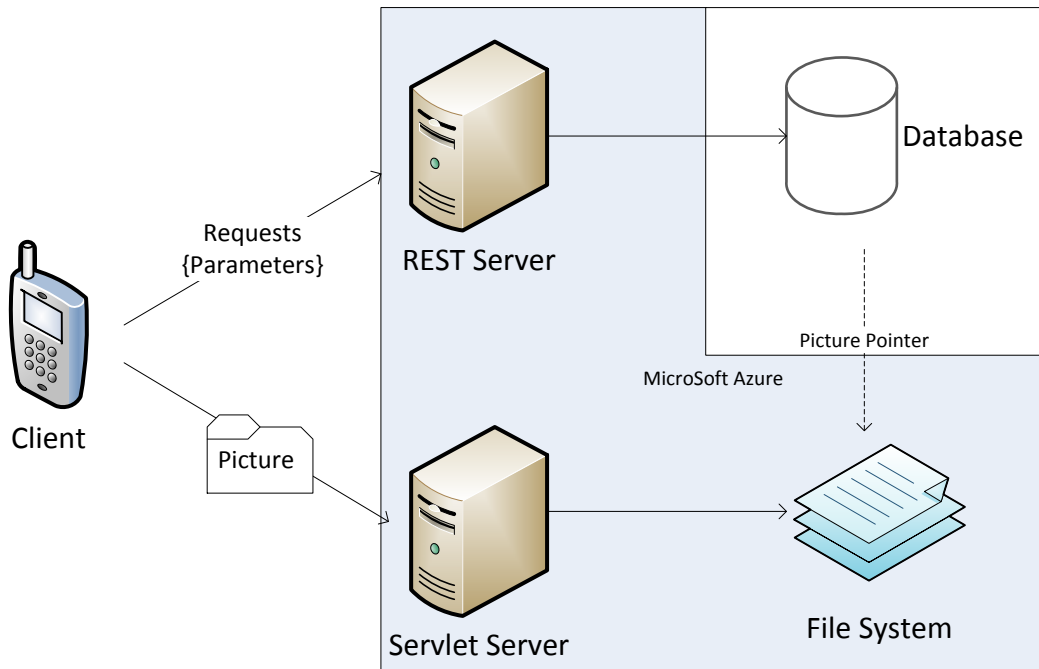 Database
REST Server
Requests
{Parameters}
Picture Pointer
MicroSoft Azure
Client
Picture
Servlet Server
File System